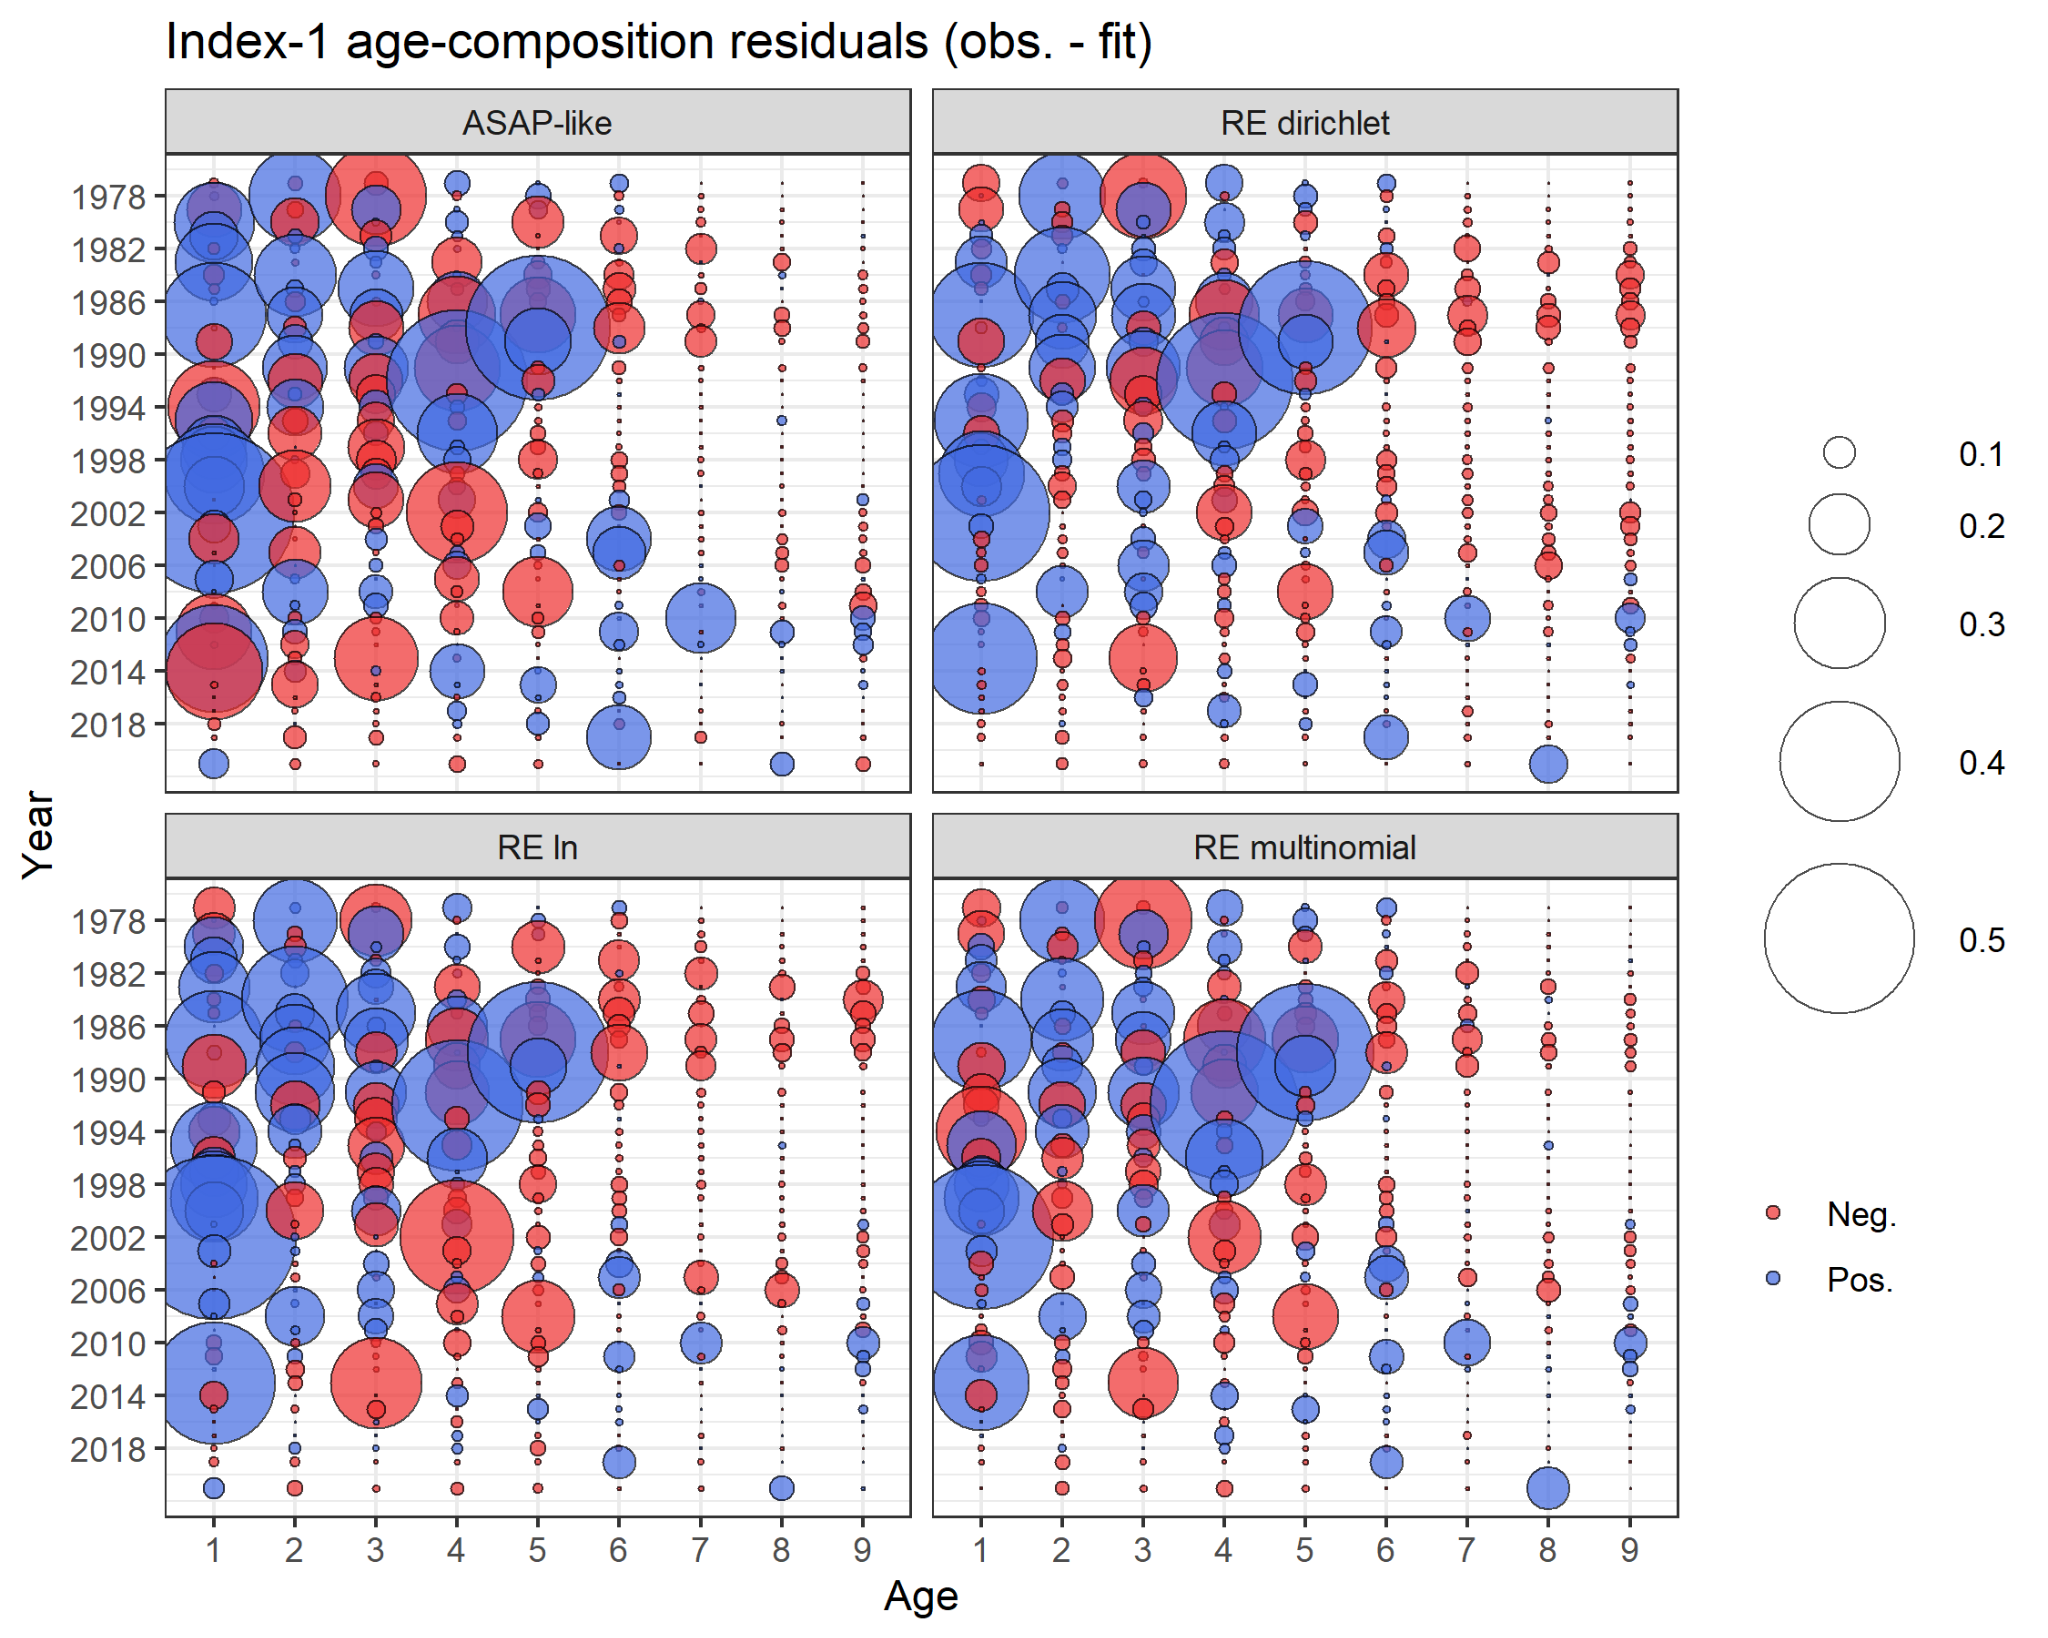 Index-1 age-composition residuals (obs. - fit)
ASAP-like
RE dirichlet
1978
1982
1986
1990
1994
1998
2002
2006
2010
2014
2018
RE ln
RE multinomial
1978
1982
1986
1990
1994
1998
2002
2006
2010
2014
2018
Year
1 2 3 4 5 6 7 8 9
1 2 3 4 5 6 7 8 9
Age
0.1
0.2
0.3
0.4
0.5
Neg.
Pos.